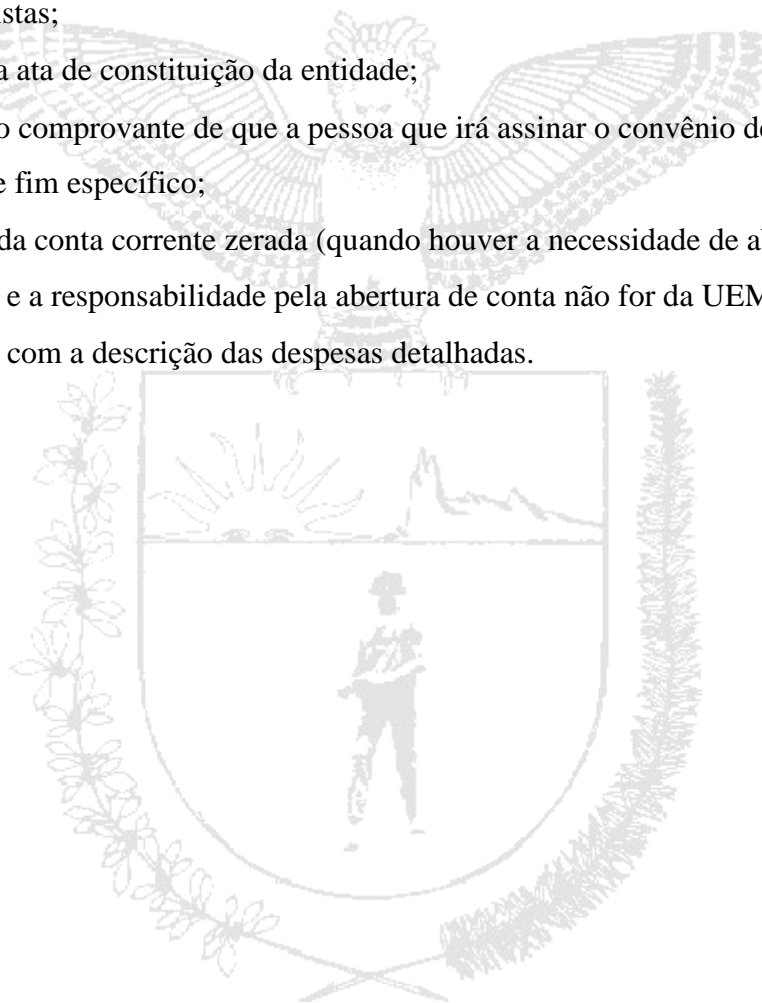 stas;
a ata de constituição da entidade;
o comprovante de que a pessoa que irá assinar o convênio de
e fim específico;
da conta corrente zerada (quando houver a necessidade de a
e a responsabilidade pela abertura de conta não for da UEM
com a descrição das despesas detalhadas.